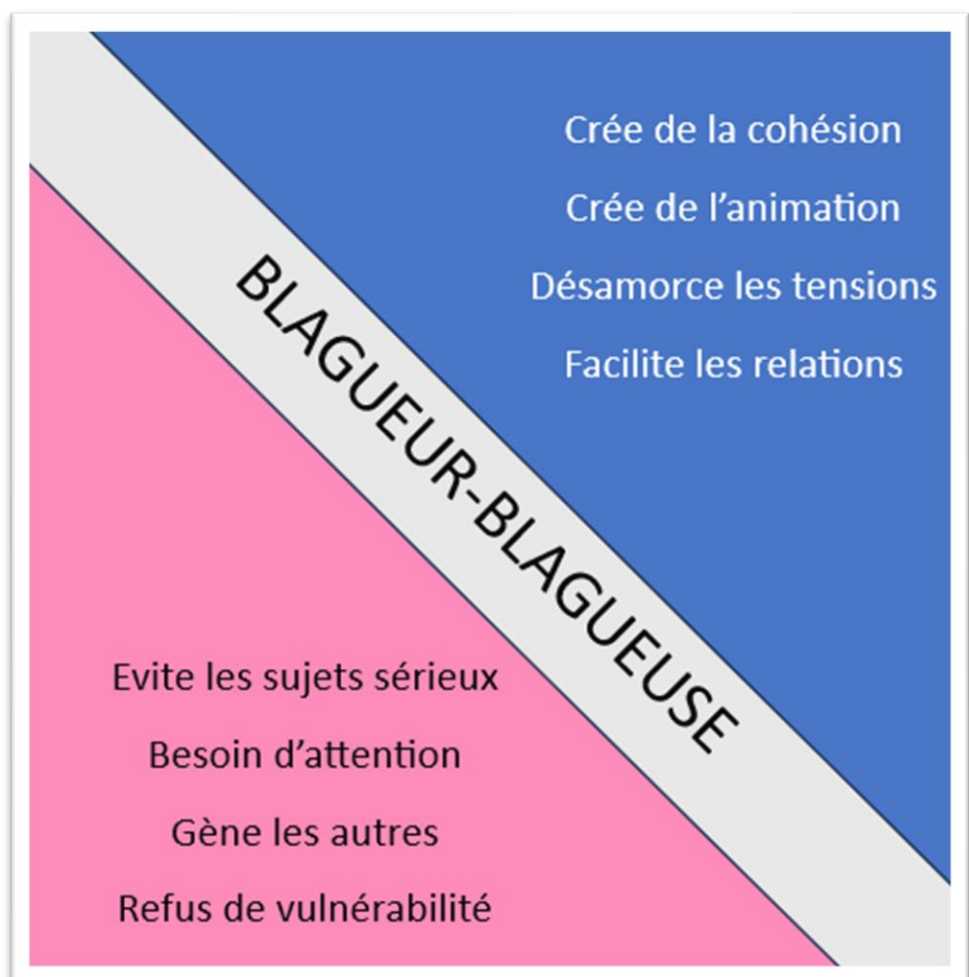 Crée de la cohésion
Crée de l’animation
Désamorce les tensions
Facilite les relations
BLAGUEUR-BLAGUEUSE
Evite les sujets sérieux
Besoin d’attention
Gène les autres
Refus de vulnérabilité